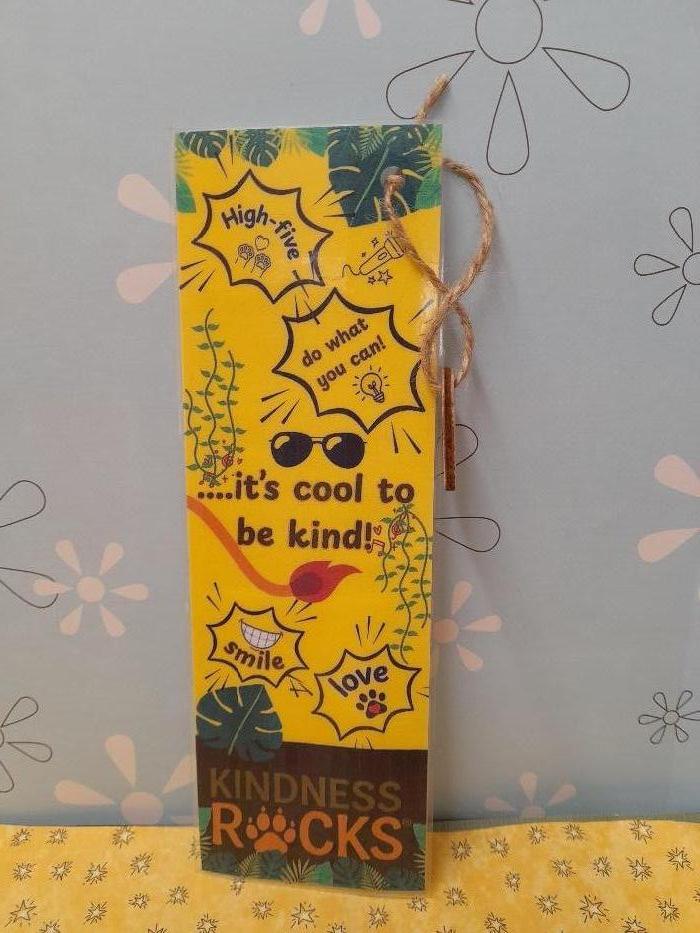 High-five
do what
you can!
....it's cool to
be kind!
smile
love
KINDNESS
ROCKS